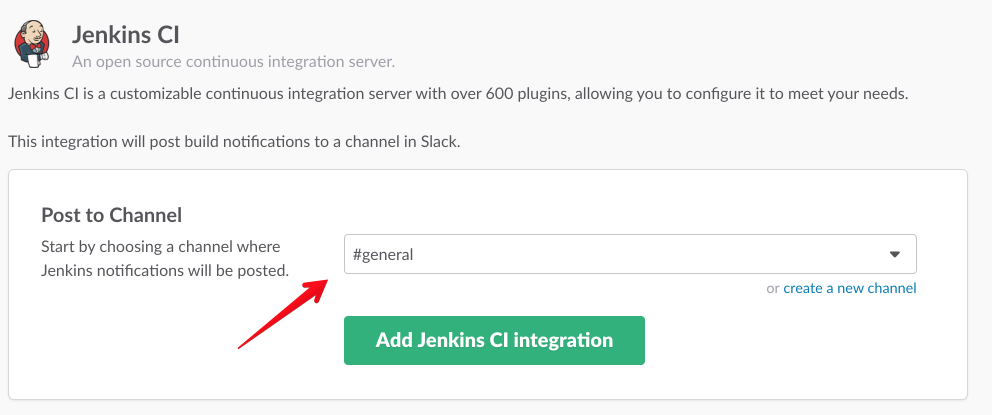 Jenkins CI
An open source continuous integration server.
Jenkins CI is a customizable continuous integration server with over 600 plugins, allowing you to configure it to meet your needs.
This integration will post build notifications to a channel in Slack.
Post to Channel
Start by choosing a channel where
Jenkins notifications will be posted.
#general
or create a new channel
Add Jenkins CI integration